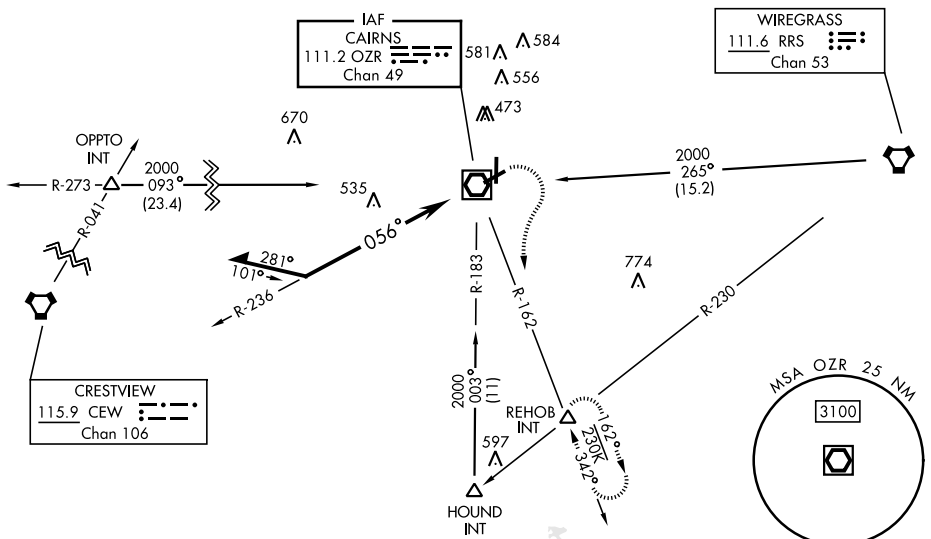 IAF
CAIRNS
111.2 OZR
Chan 49
581
584
556
473
WIREGRASS
111.6 RRS
Chan 53
670
OPPTO
INT
R-273
2000
093°
(23.4)
R-041
535
2000
265°
(15.2)
056°
281°
101°
R-236
R-183
R-162
774
R-230
CRESTVIEW
115.9 CEW
Chan 106
2000
003°
(11)
REHOB
INT
162°
230K
342°
597
HOUND
INT
MSA OZR 25 NM
3100